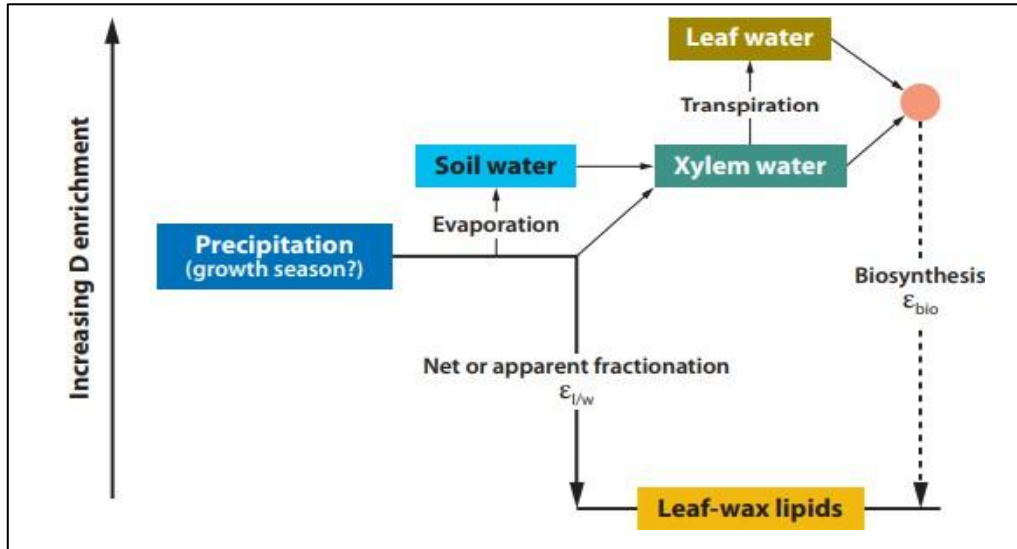 Increasing D enrichment
Leaf water
Transpiration
Soil water
Xylem water
Evaporation
Precipitation
(growth season?)
Biosynthesis
εbio
Net or apparent fractionation
εl/w
Leaf-wax lipids